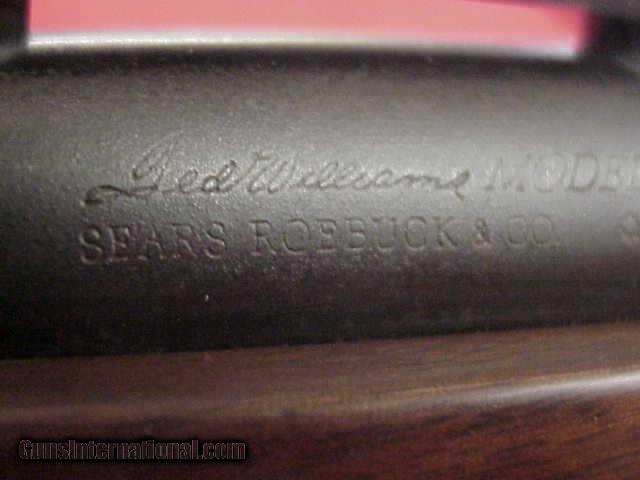 Ted Williams MODEL
SEARS ROEBUCK & CO.
GunsInternational.com